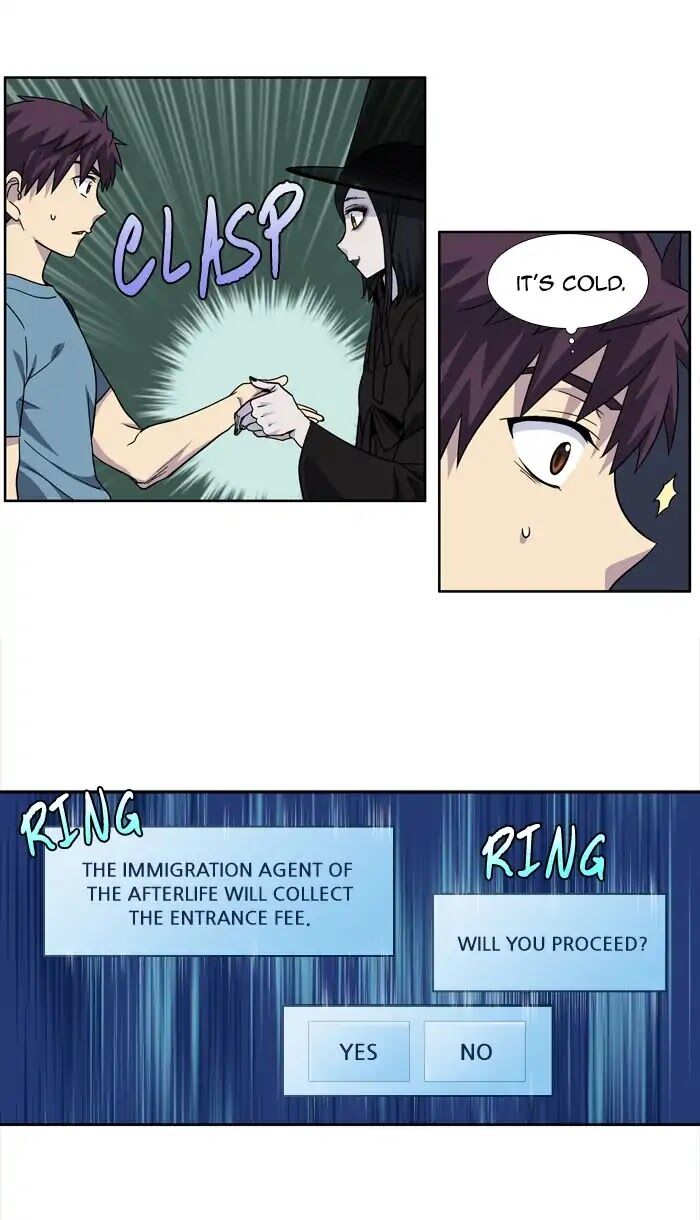 CLASP
IT'S COLD.
RING
THE IMMIGRATION AGENT OF
THE AFTERLIFE WILL COLLECT
THE ENTRANCE FEE.
RING
WILL YOU PROCEED?
YES
NO